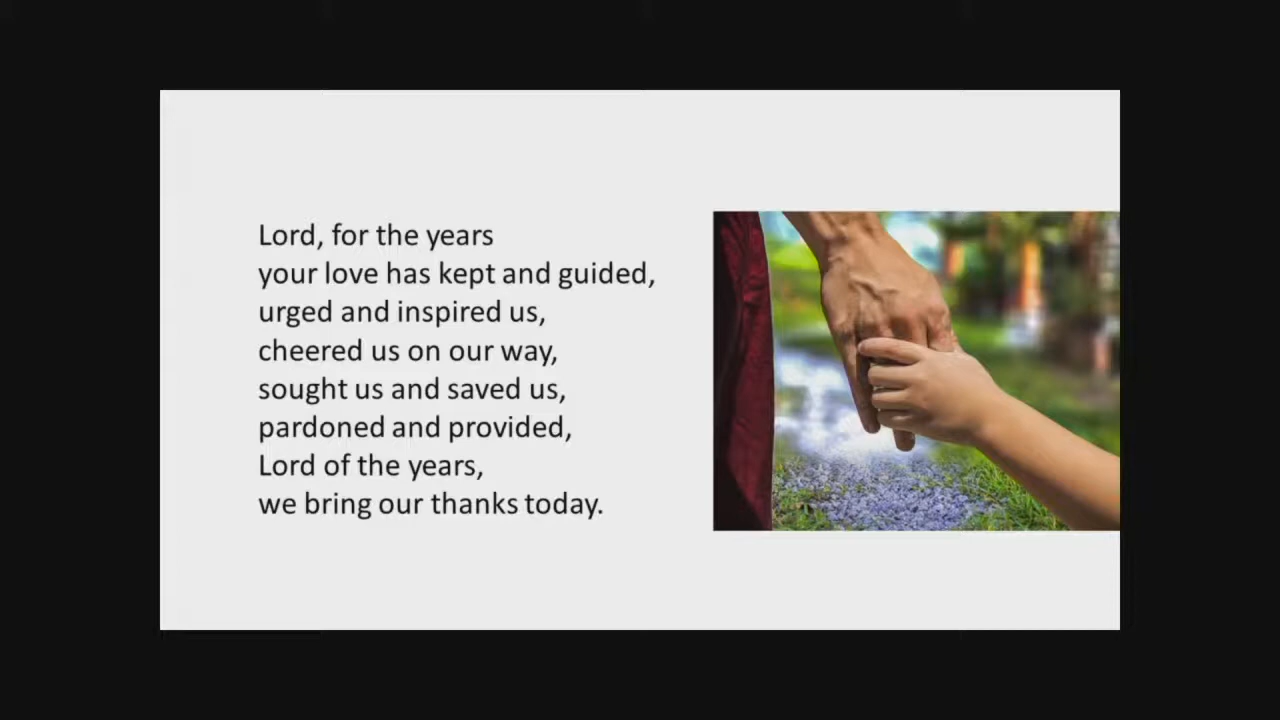 Lord, for the years
your love has kept and guided,
urged and inspired us,
cheered us on our way,
sought us and saved us,
pardoned and provided,
Lord of the years,
we bring our thanks today.